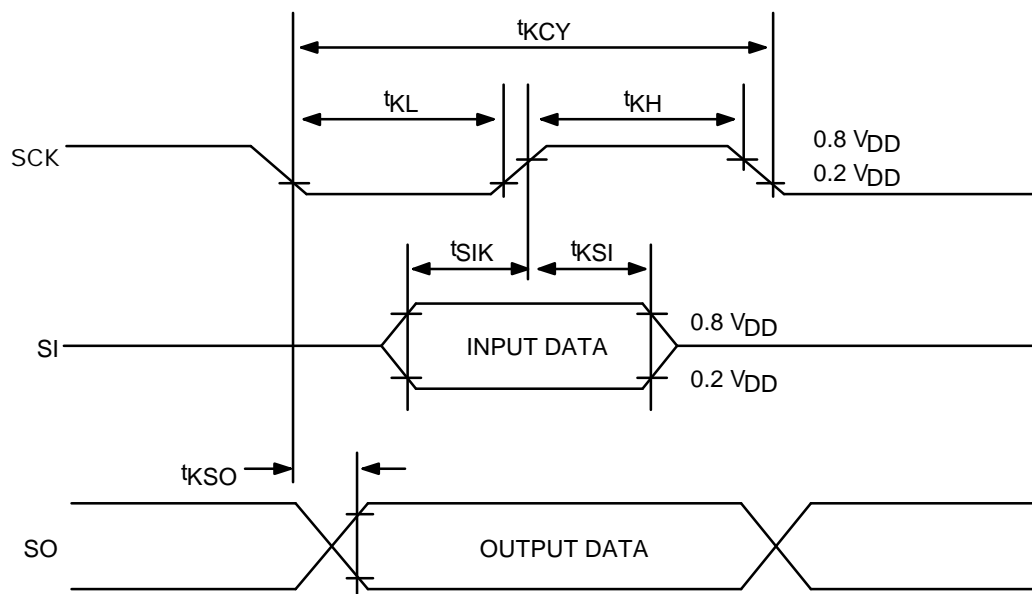 tKCY
tKL
tKH
SCK
0.8 VDD
0.2 VDD
tSIK
tKSI
SI
INPUT DATA
0.8 VDD
0.2 VDD
tKSO
SO
OUTPUT DATA